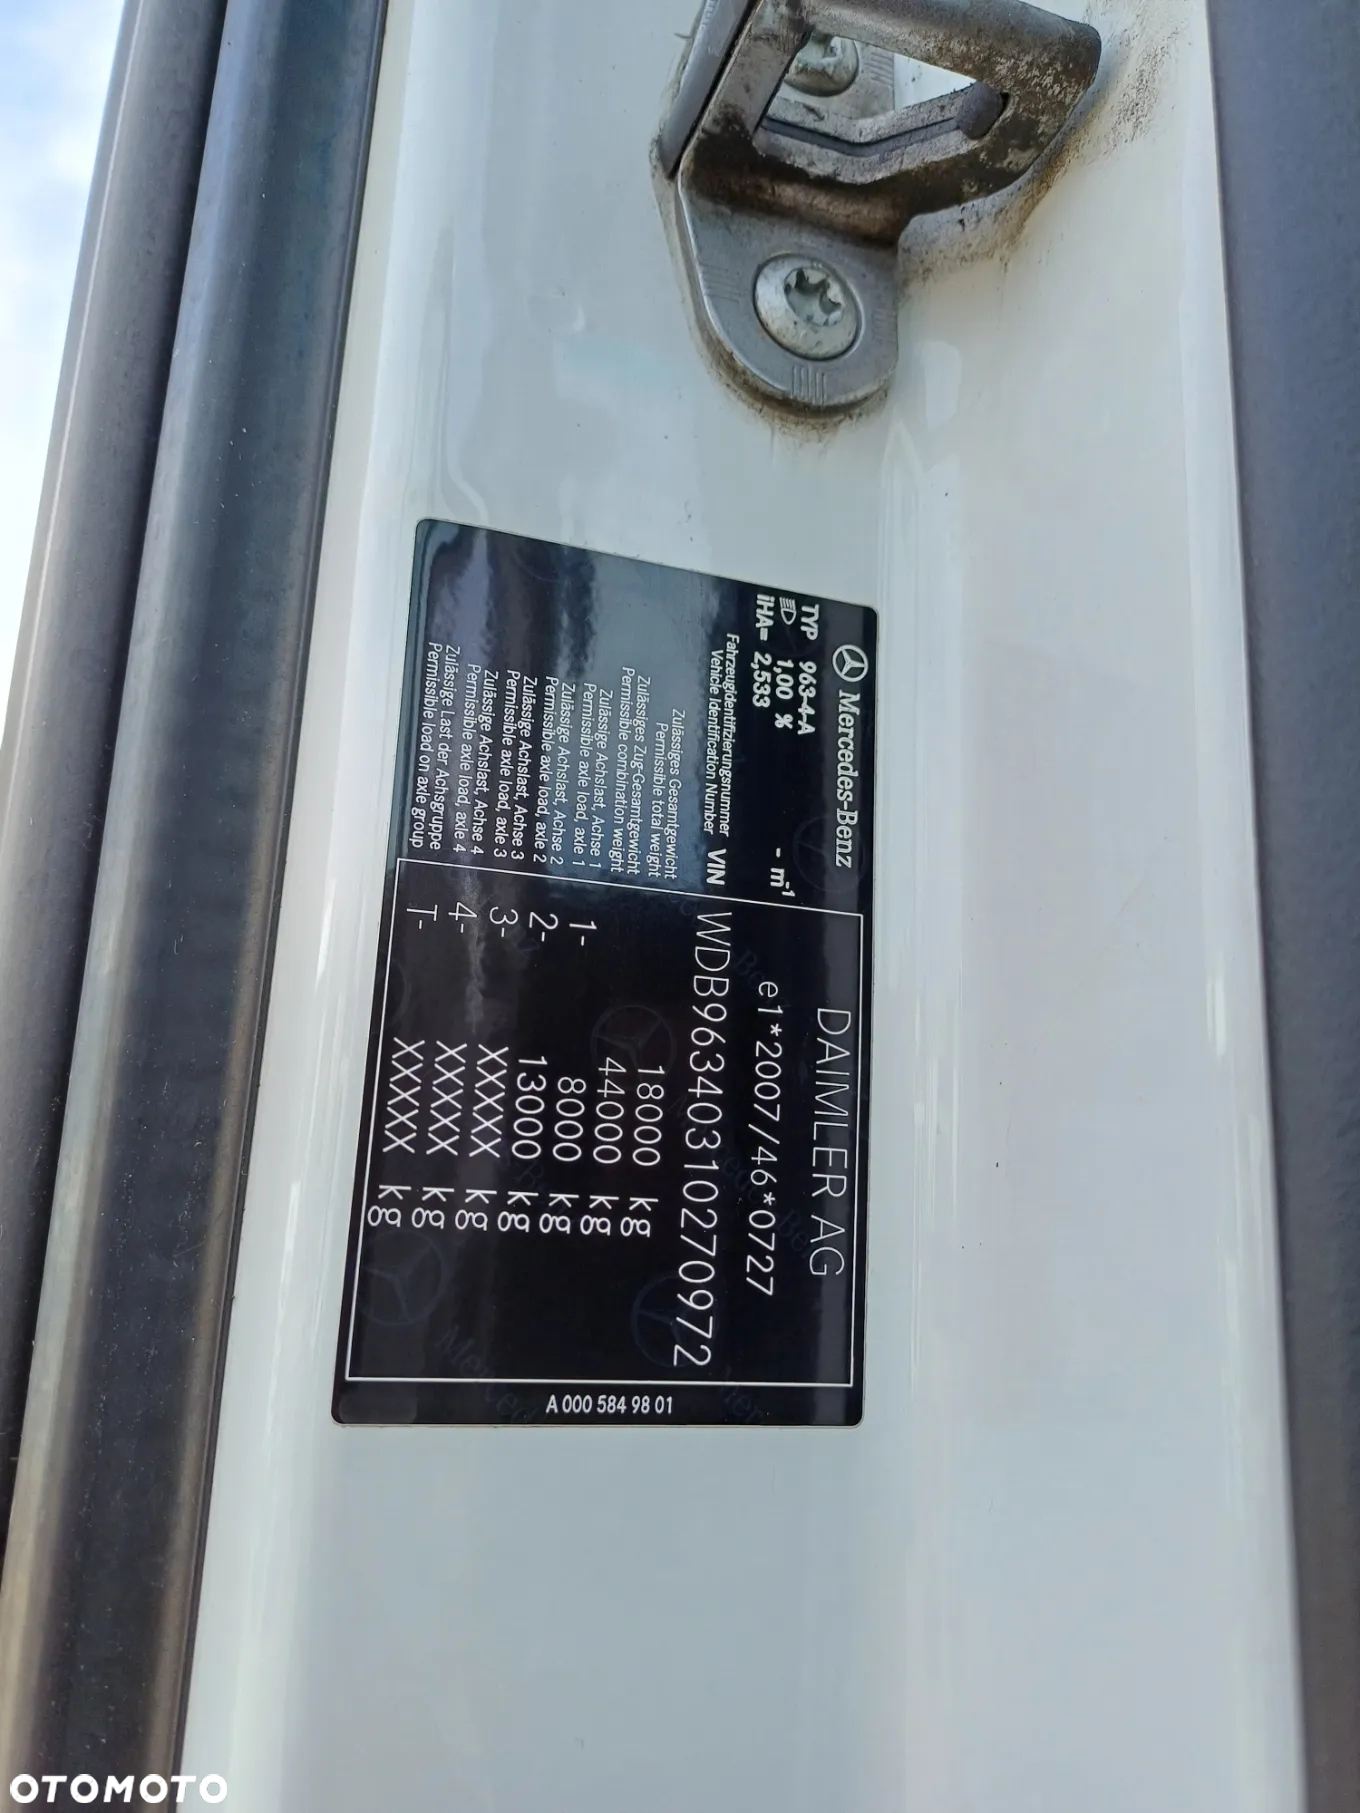 Mercedes-Benz
TYP 963-4-A
1,00 %
- m-1
iHA= 2,533
DAIMLER AG
e1*2007/46*0727
Fahrzeugidentifizierungsnummer
Vehicle Identification Number VIN WDB96340310270972
Zulässiges Gesamtgewicht
Permissible total weight 18000 kg
Zulässiges Zug-Gesamtgewicht
Permissible combination weight 44000 kg
Zulässige Achslast, Achse 1
Permissible axle load, axle 1 1- 8000 kg
Zulässige Achslast, Achse 2
Permissible axle load, axle 2 2- 13000 kg
Zulässige Achslast, Achse 3
Permissible axle load, axle 3 3- XXXXX kg
Zulässige Achslast, Achse 4
Permissible axle load, axle 4 4- XXXXX kg
Zulässige Last der Achsgruppe
Permissible load on axle group T- XXXXX kg
A 000 584 98 01
OTOMOTO